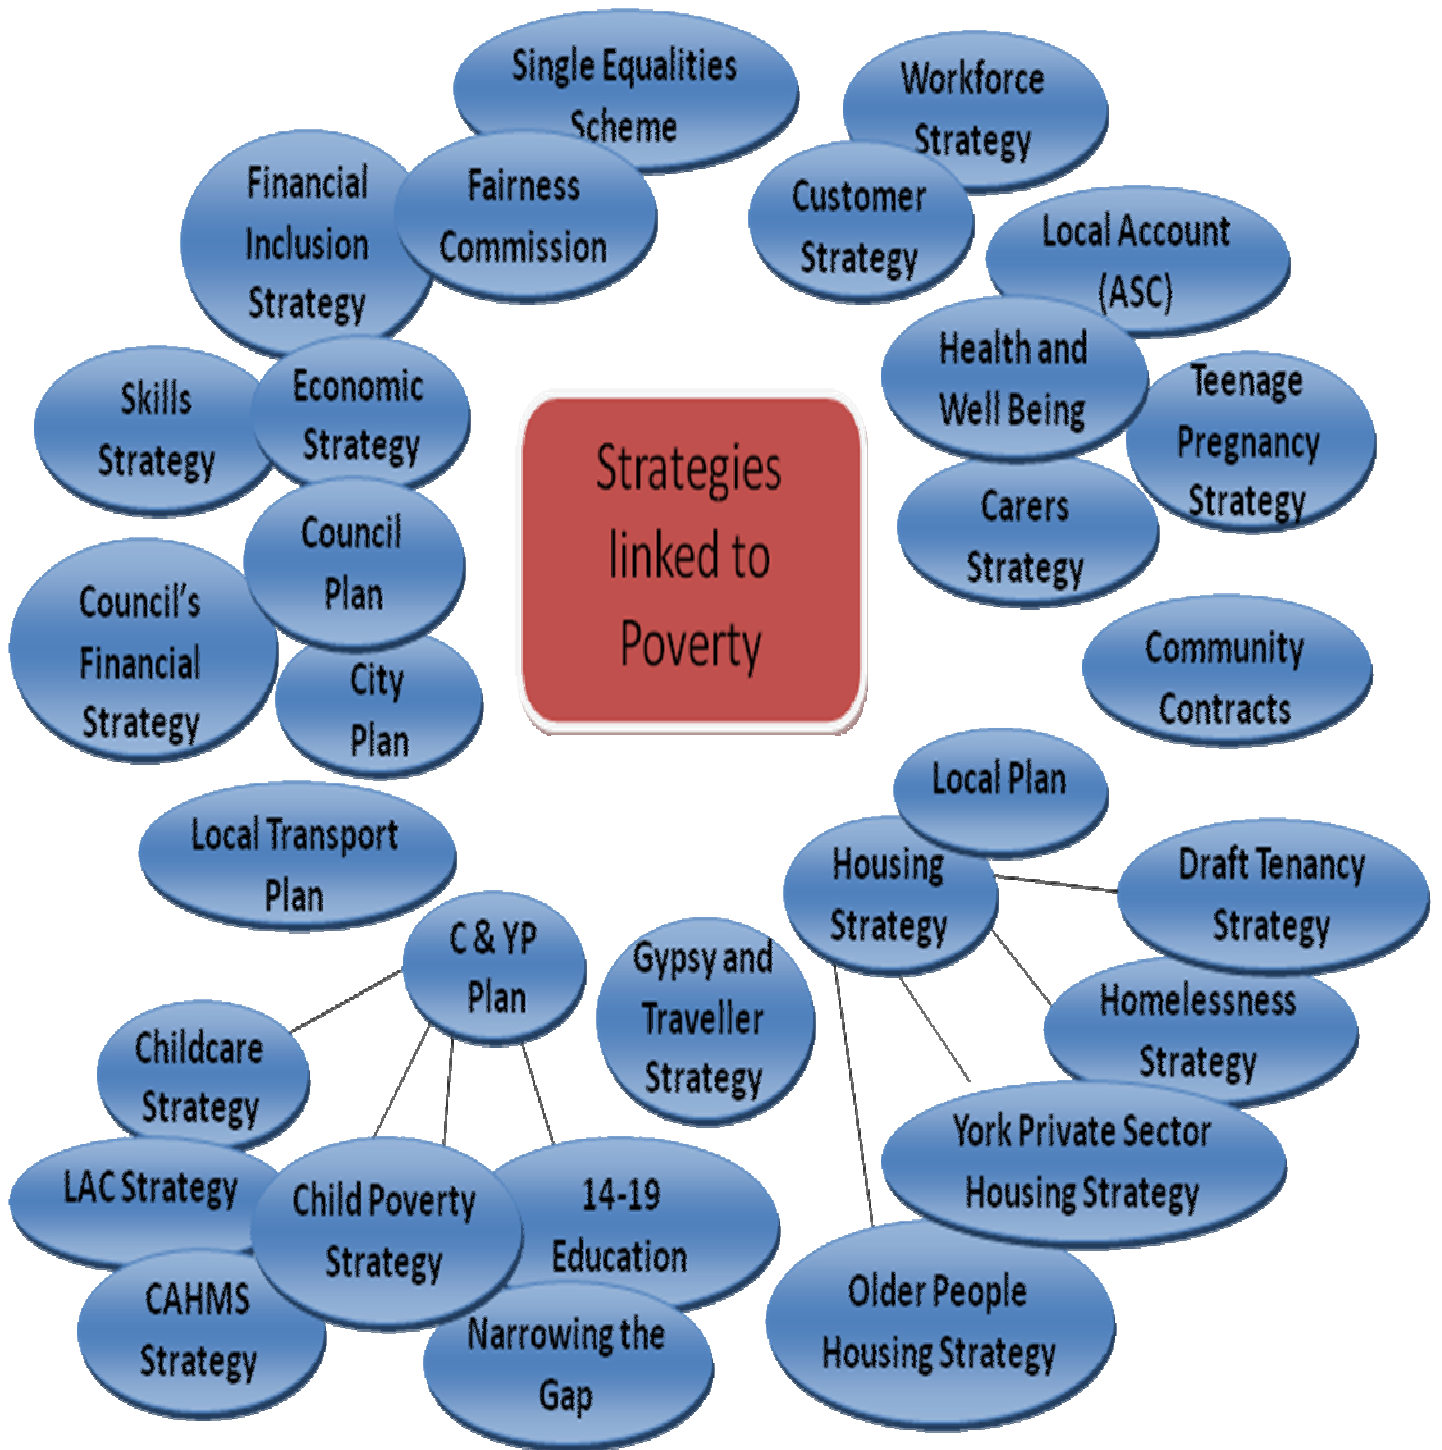 Single Equalities
Scheme
Workforce
Strategy
Financial
Inclusion
Strategy
Fairness
Commission
Customer
Strategy
Local Account
(ASC)
Health and
Well Being
Teenage
Pregnancy
Strategy
Skills
Strategy
Economic
Strategy
Strategies
linked to
Poverty
Carers
Strategy
Council
Plan
Council's
Financial
Strategy
City
Plan
Community
Contracts
Local Plan
Local Transport
Plan
Housing
Strategy
Draft Tenancy
Strategy
C & YP
Plan
Gypsy and
Traveller
Strategy
Homelessness
Strategy
Childcare
Strategy
York Private Sector
Housing Strategy
LAC Strategy
Child Poverty
Strategy
14-19
Education
CAHMS
Strategy
Narrowing the
Gap
Older People
Housing Strategy